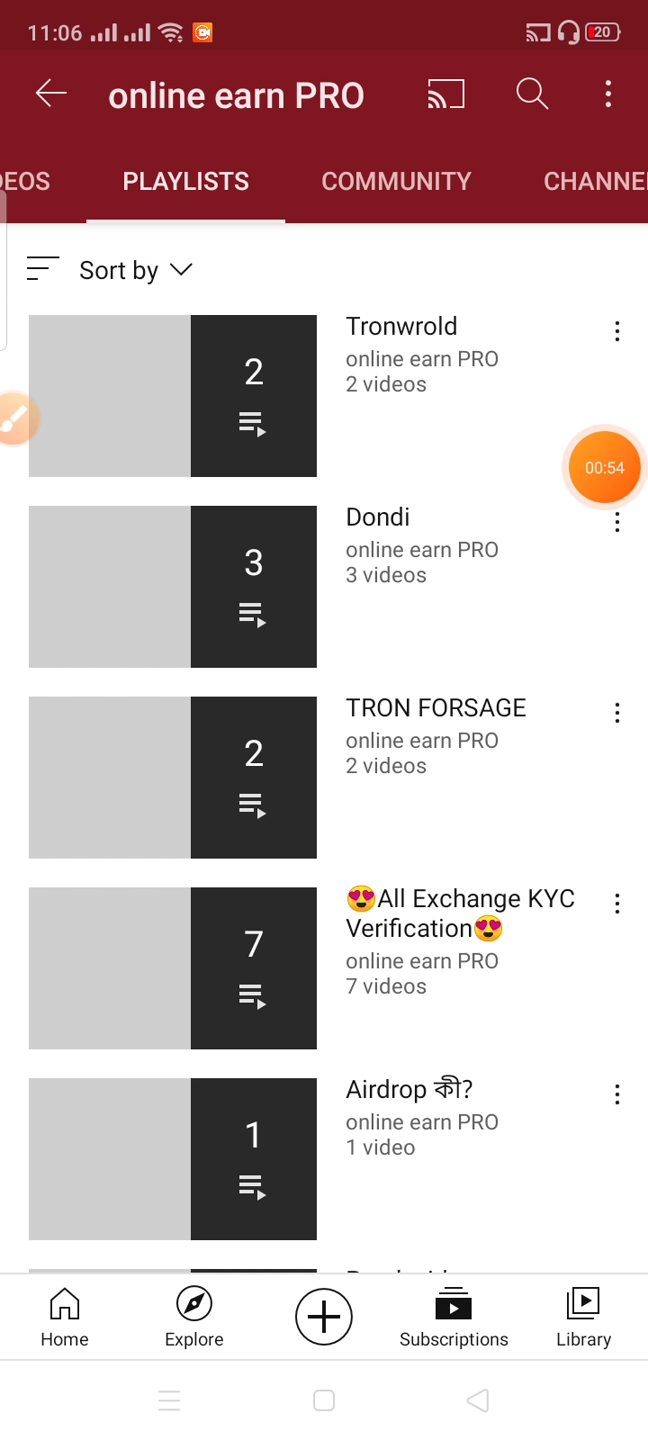 11:06
20
online earn PRO
DEOS PLAYLISTS COMMUNITY CHANNE
Sort by
2
Tronwrold
online earn PRO
2 videos
00:54
3
Dondi
online earn PRO
3 videos
2
TRON FORSAGE
online earn PRO
2 videos
7
😍All Exchange KYC
Verification😍
online earn PRO
7 videos
1
Airdrop কী?
online earn PRO
1 video
Home Explore Subscriptions Library